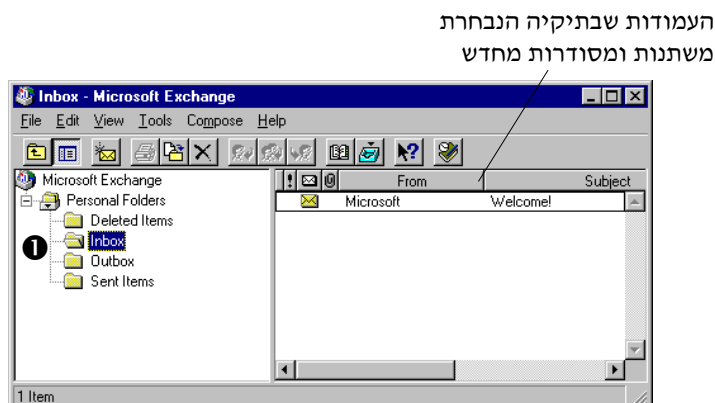 העמודות שבתיקיה הנבחרת
משתנות ומסודרות מחדש
Inbox - Microsoft Exchange
File Edit View Tools Compose Help
Microsoft Exchange
Personal Folders
Deleted Items
Inbox
Outbox
Sent Items
❶
! From Subject
Microsoft Welcome!
1 Item